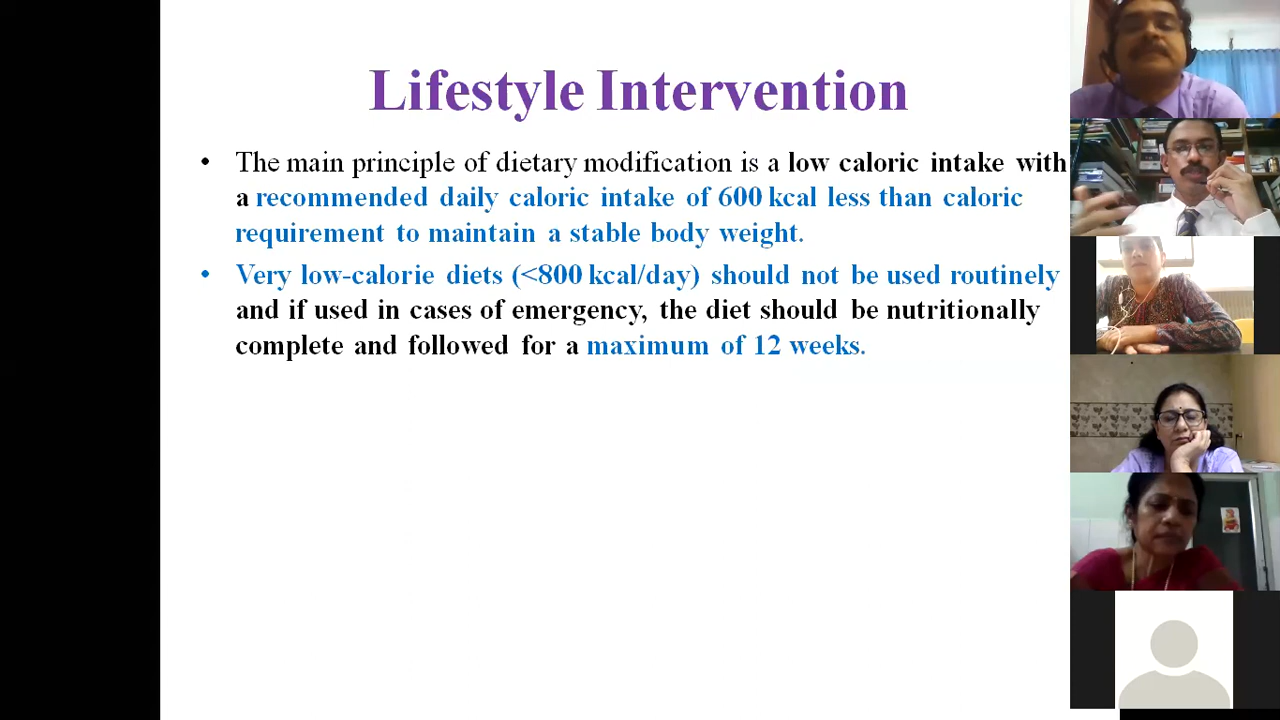 Lifestyle Intervention
• The main principle of dietary modification is a low caloric intake with
a recommended daily caloric intake of 600 kcal less than caloric
requirement to maintain a stable body weight.
• Very low-calorie diets (<800 kcal/day) should not be used routinely
and if used in cases of emergency, the diet should be nutritionally
complete and followed for a maximum of 12 weeks.